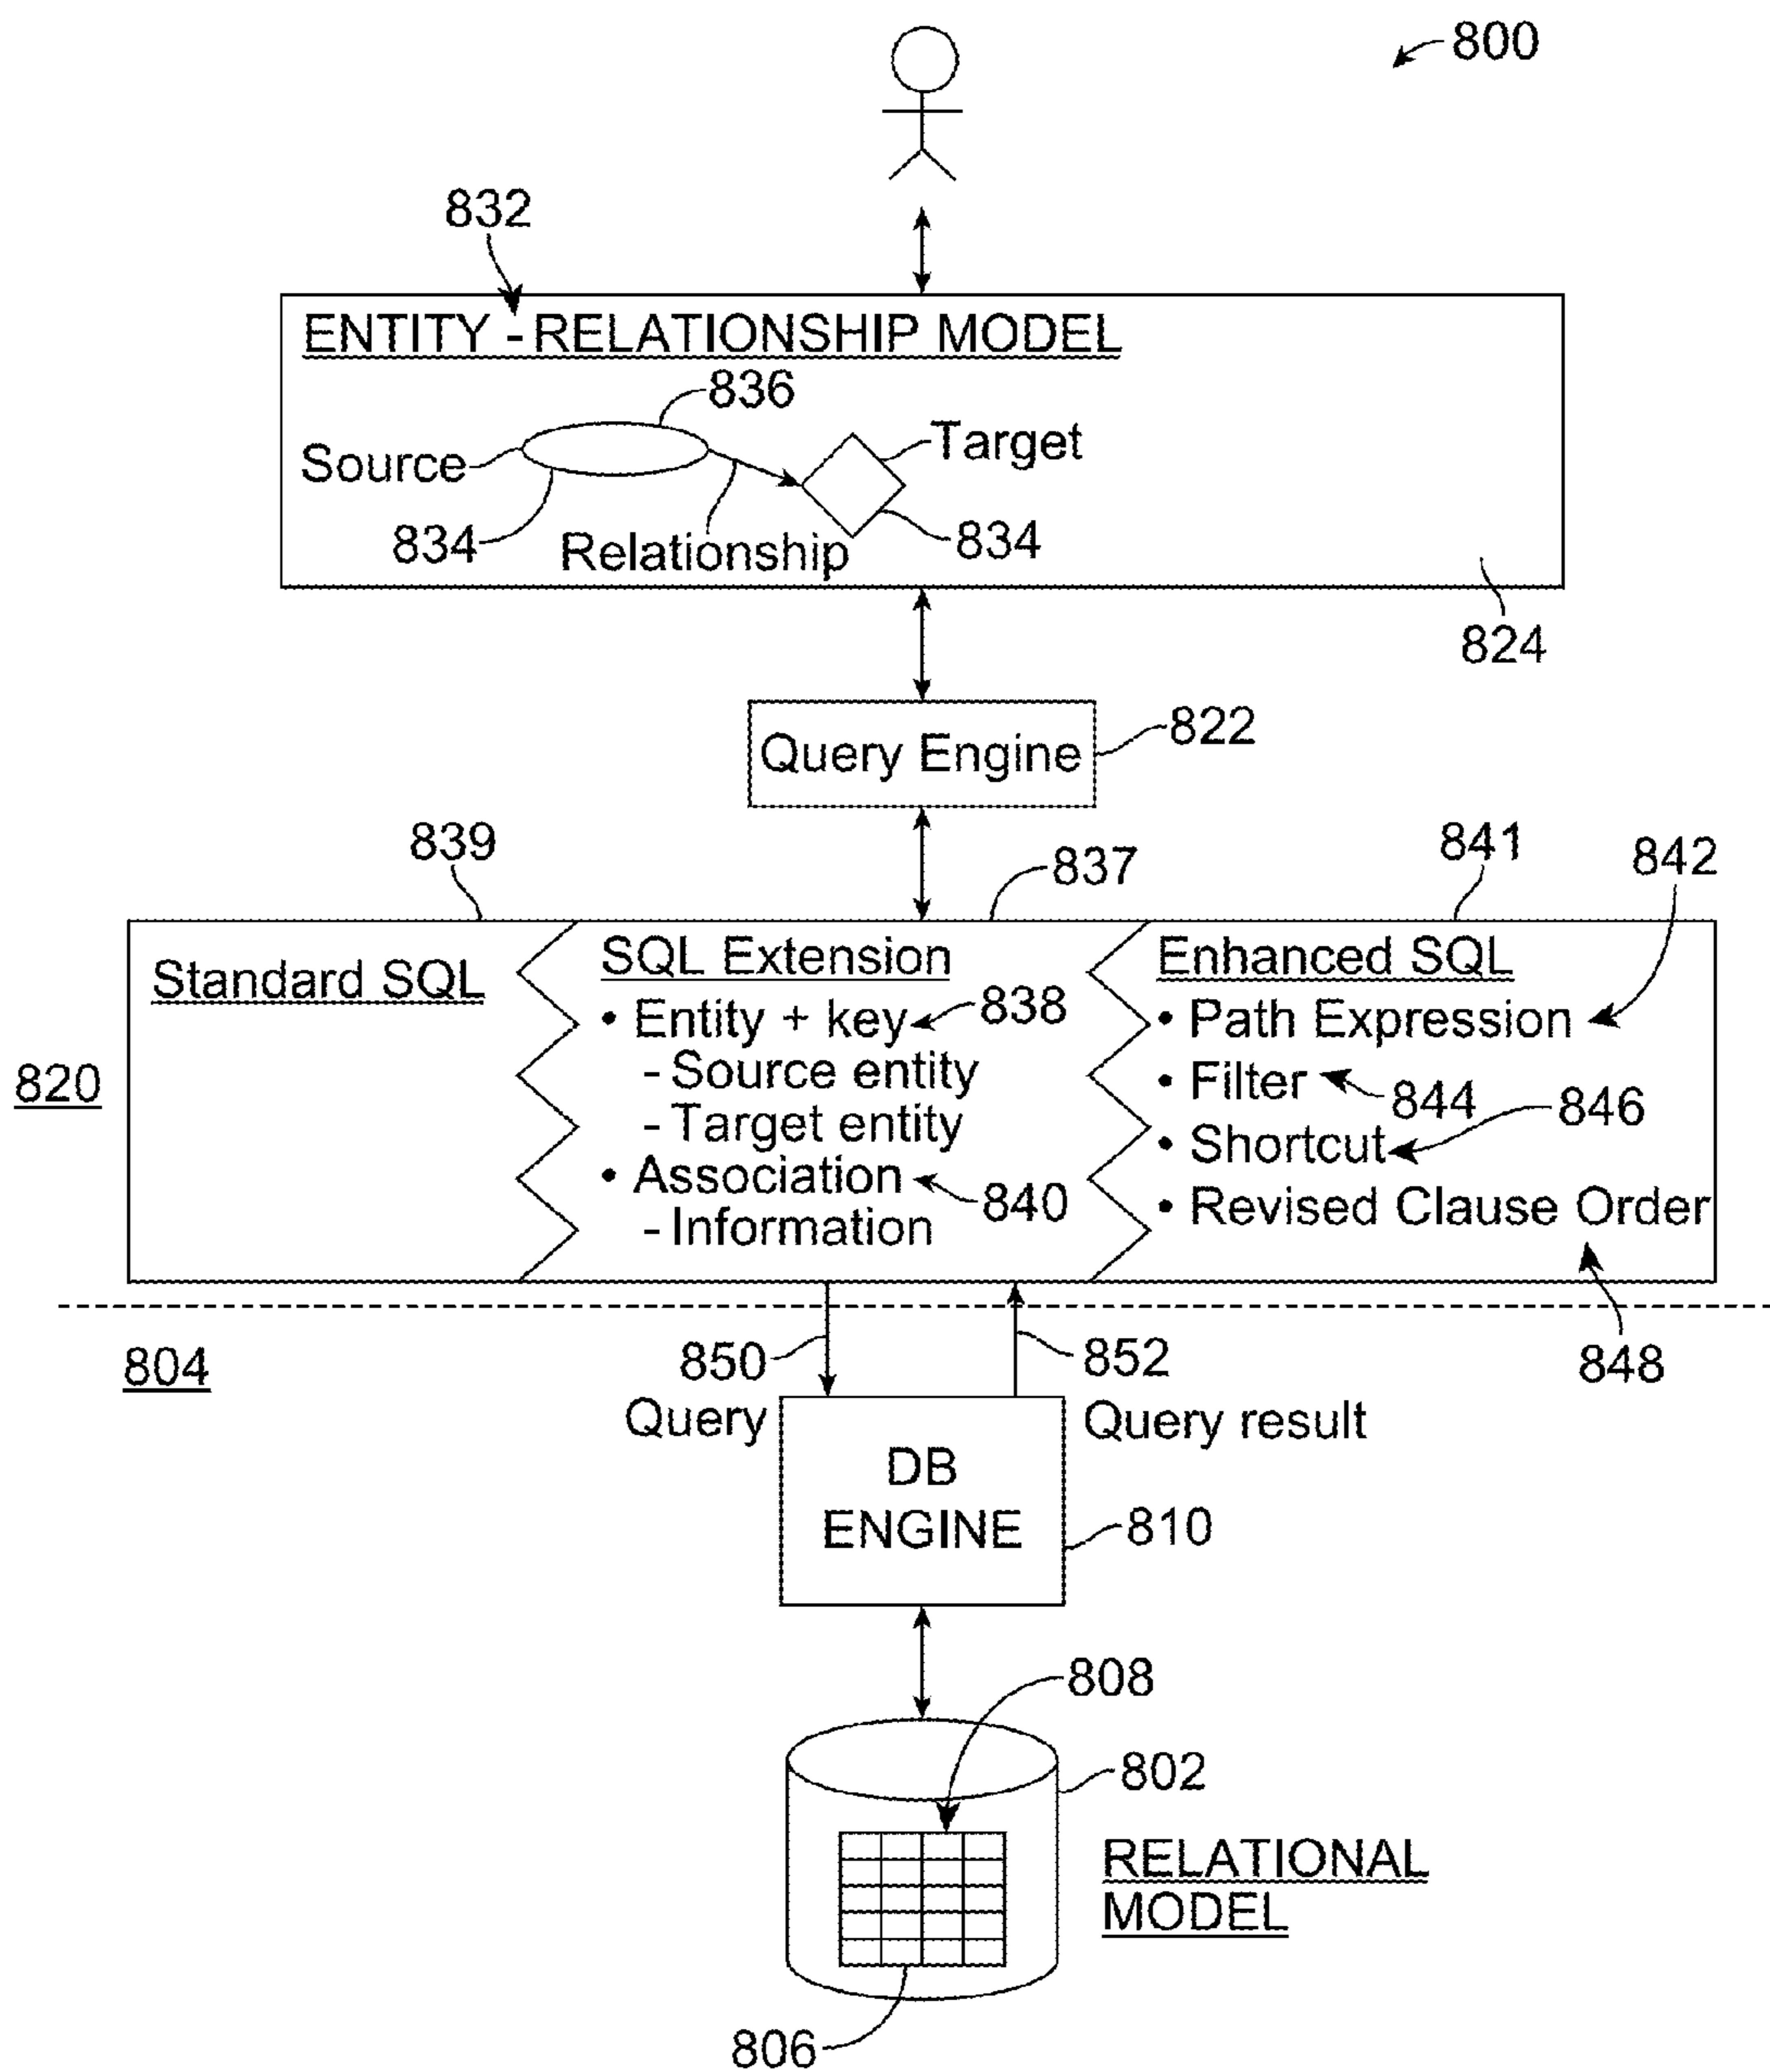 800
832
ENTITY - RELATIONSHIP MODEL
836
Source
Target
834
Relationship
834
824
Query Engine
822
839
837
841
842
Standard SQL
SQL Extension
• Entity + key
838
- Source entity
- Target entity
• Association
840
- Information
Enhanced SQL
• Path Expression
• Filter
844
846
• Shortcut
• Revised Clause Order
820
804
850
852
848
Query
Query result
DB
ENGINE
810
808
802
RELATIONAL
MODEL
806